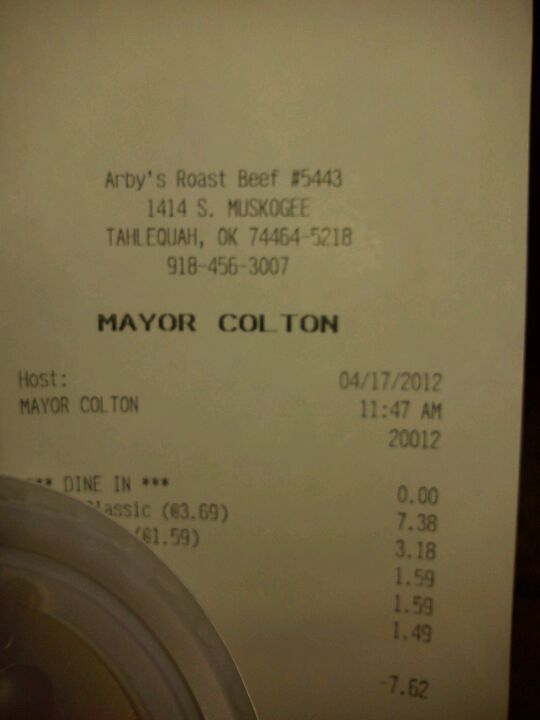 Arby's Roast Beef #5443
1414 S. MUSKOGEE
TAHLEQUAH, OK 74464-5218
918-456-3007
MAYOR COLTON
Host: 04/17/2012
MAYOR COLTON 11:47 AM
20012
*** DINE IN *** 0.00
(@3.69) 7.38
(@1.59) 3.18
1.59
1.59
1.49
-7.62